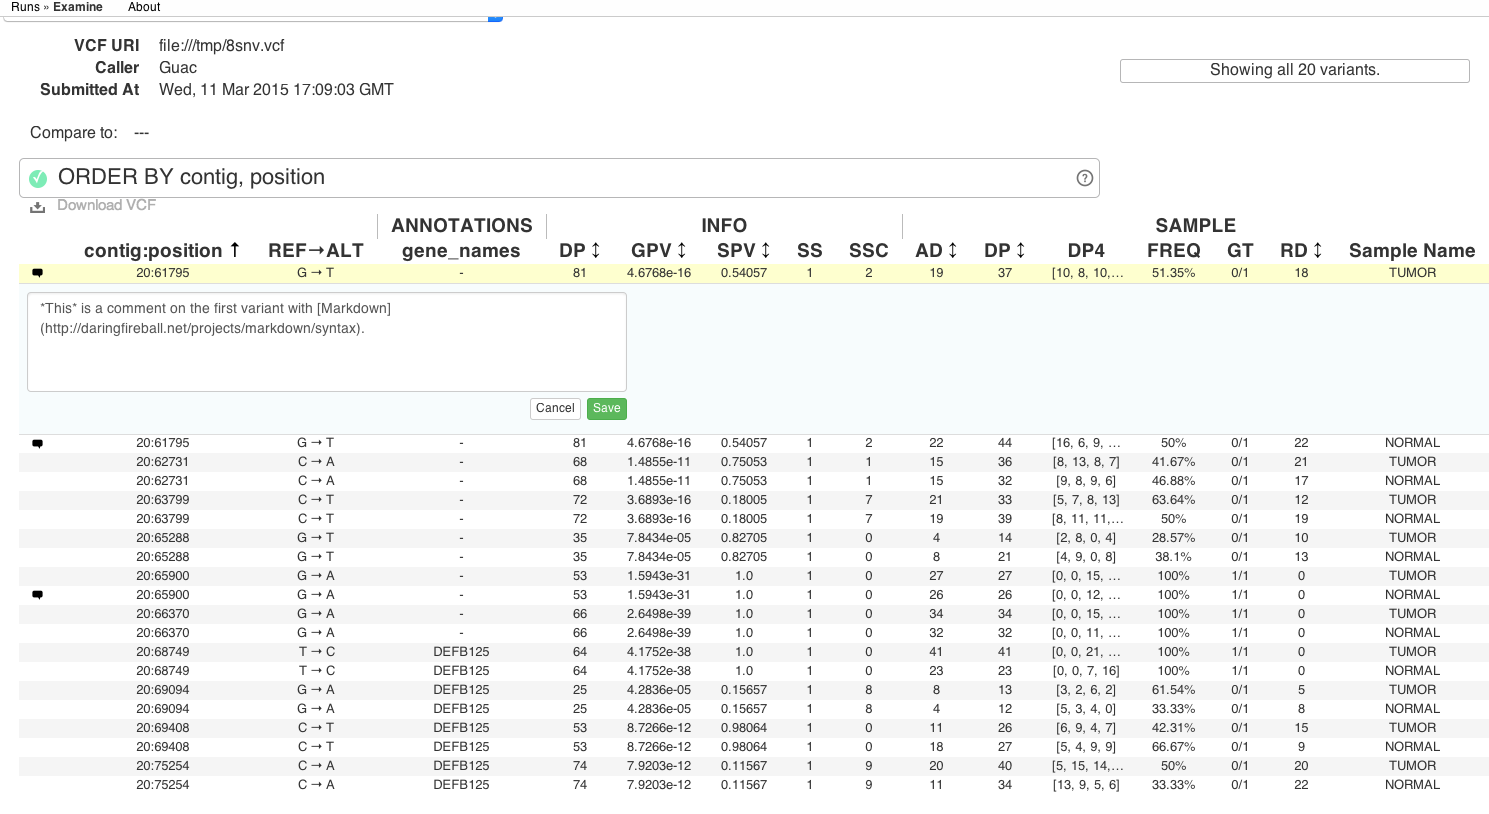 Runs » Examine About
VCF URI file:///tmp/8snv.vcf
Caller Guac
Submitted At Wed, 11 Mar 2015 17:09:03 GMT
Showing all 20 variants.
Compare to: ---
ORDER BY contig, position
Download VCF
ANNOTATIONS INFO SAMPLE
contig:position ↑ REF→ALT gene_names DP ↕ GPV ↕ SPV ↕ SS SSC AD ↕ DP ↕ DP4 FREQ GT RD ↕ Sample Name
20:61795 G → T - 81 4.6768e-16 0.54057 1 2 19 37 [10, 8, 10,... 51.35% 0/1 18 TUMOR
*This* is a comment on the first variant with [Markdown]
(http://daringfireball.net/projects/markdown/syntax).
Cancel Save
20:61795 G → T - 81 4.6768e-16 0.54057 1 2 22 44 [16, 6, 9, ... 50% 0/1 22 NORMAL
20:62731 C → A - 68 1.4855e-11 0.75053 1 1 15 36 [8, 13, 8, 7] 41.67% 0/1 21 TUMOR
20:62731 C → A - 68 1.4855e-11 0.75053 1 1 15 32 [9, 8, 9, 6] 46.88% 0/1 17 NORMAL
20:63799 C → T - 72 3.6893e-16 0.18005 1 7 21 33 [5, 7, 8, 13] 63.64% 0/1 12 TUMOR
20:63799 C → T - 72 3.6893e-16 0.18005 1 7 19 39 [8, 11, 11,... 50% 0/1 19 NORMAL
20:65288 G → T - 35 7.8434e-05 0.82705 1 0 4 14 [2, 8, 0, 4] 28.57% 0/1 10 TUMOR
20:65288 G → T - 35 7.8434e-05 0.82705 1 0 8 21 [4, 9, 0, 8] 38.1% 0/1 13 NORMAL
20:65900 G → A - 53 1.5943e-31 1.0 1 0 27 27 [0, 0, 15, ... 100% 1/1 0 TUMOR
20:65900 G → A - 53 1.5943e-31 1.0 1 0 26 26 [0, 0, 12, ... 100% 1/1 0 NORMAL
20:66370 G → A - 66 2.6498e-39 1.0 1 0 34 34 [0, 0, 15, ... 100% 1/1 0 TUMOR
20:66370 G → A - 66 2.6498e-39 1.0 1 0 32 32 [0, 0, 11, ... 100% 1/1 0 NORMAL
20:68749 T → C DEFB125 64 4.1752e-38 1.0 1 0 41 41 [0, 0, 21, ... 100% 1/1 0 TUMOR
20:68749 T → C DEFB125 64 4.1752e-38 1.0 1 0 23 23 [0, 0, 7, 16] 100% 1/1 0 NORMAL
20:69094 G → A DEFB125 25 4.2836e-05 0.15657 1 8 8 13 [3, 2, 6, 2] 61.54% 0/1 5 TUMOR
20:69094 G → A DEFB125 25 4.2836e-05 0.15657 1 8 4 12 [5, 3, 4, 0] 33.33% 0/1 8 NORMAL
20:69408 C → T DEFB125 53 8.7266e-12 0.98064 1 0 11 26 [6, 9, 4, 7] 42.31% 0/1 15 TUMOR
20:69408 C → T DEFB125 53 8.7266e-12 0.98064 1 0 18 27 [5, 4, 9, 9] 66.67% 0/1 9 NORMAL
20:75254 C → A DEFB125 74 7.9203e-12 0.11567 1 9 20 40 [5, 15, 14,... 50% 0/1 20 TUMOR
20:75254 C → A DEFB125 74 7.9203e-12 0.11567 1 9 11 34 [13, 9, 5, 6] 33.33% 0/1 22 NORMAL